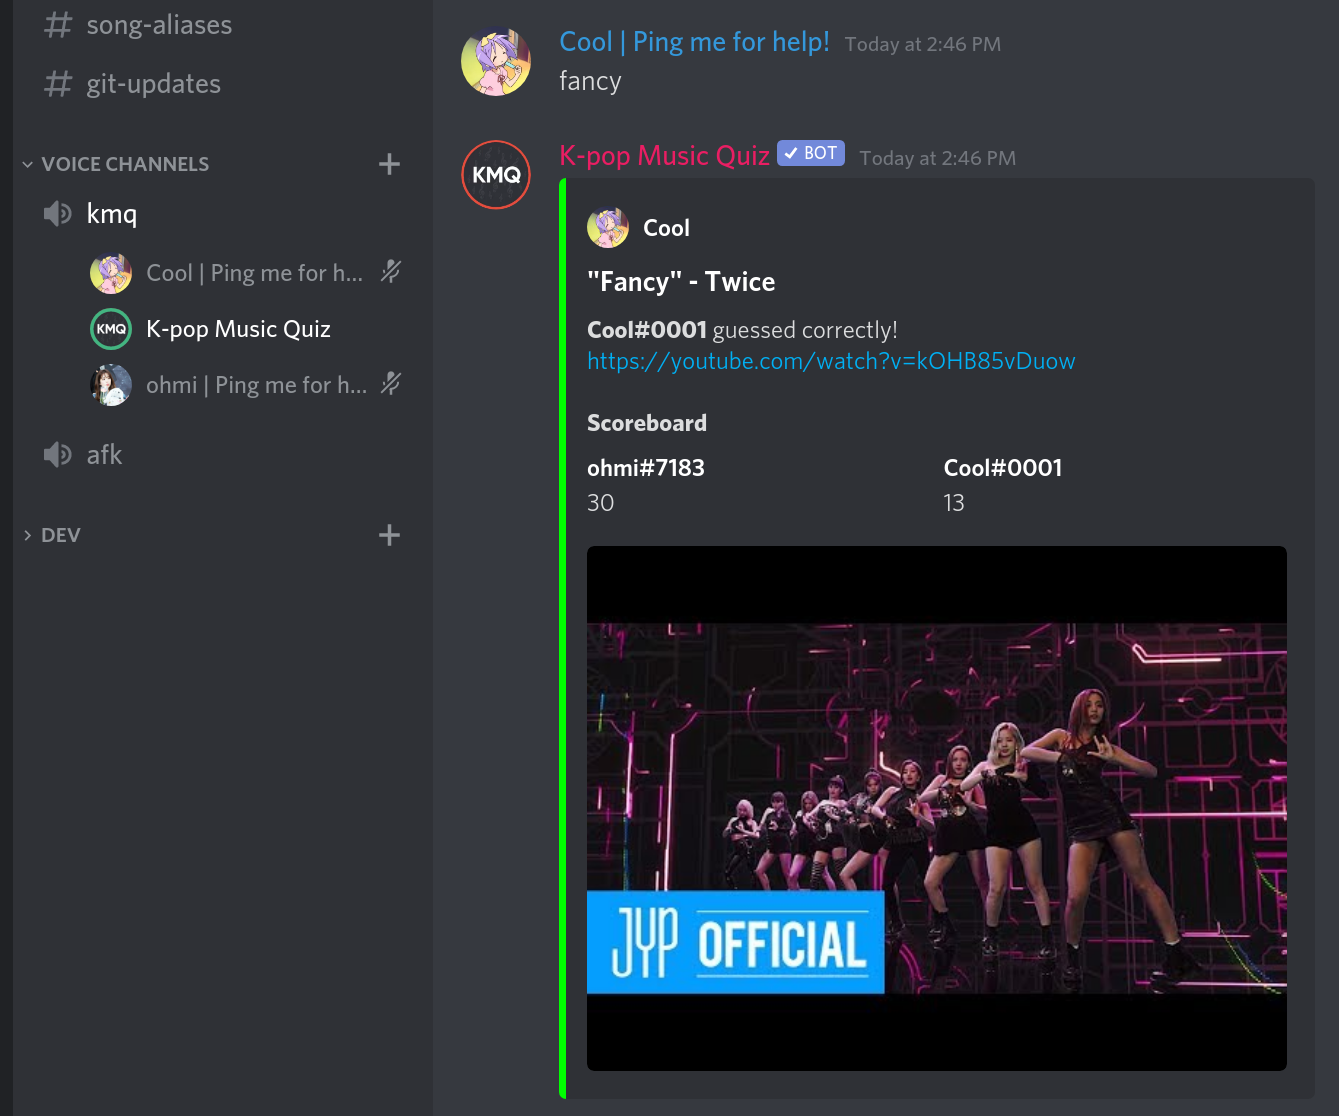 # song-aliases
# git-updates
VOICE CHANNELS +
kmq
Cool | Ping me for h...
KMQ K-pop Music Quiz
ohmi | Ping me for h...
afk
DEV +
Cool | Ping me for help! Today at 2:46 PM
fancy
KMQ
K-pop Music Quiz ✓ BOT Today at 2:46 PM
Cool
"Fancy" - Twice
Cool#0001 guessed correctly!
https://youtube.com/watch?v=kOHB85vDuow
Scoreboard
ohmi#7183 Cool#0001
30 13
JYP OFFICIAL